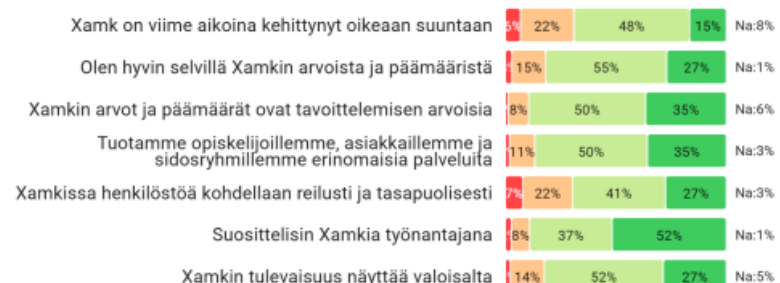 Xamk on viime aikoina kehittynyt oikeaan suuntaan 6% 22% 48% 15% Na:8%
Olen hyvin selvillä Xamkin arvoista ja päämääristä 15% 55% 27% Na:1%
Xamkin arvot ja päämäärät ovat tavoittelemisen arvoisia 8% 50% 35% Na:6%
Tuotamme opiskelijoillemme, asiakkaillemme ja
sidosryhmillemme erinomaisia palveluita 11% 50% 35% Na:3%
Xamkissa henkilöstöä kohdellaan reilusti ja tasapuolisesti 7% 22% 41% 27% Na:3%
Suosittelisin Xamkia työnantajana 8% 37% 52% Na:1%
Xamkin tulevaisuus näyttää valoisalta 14% 52% 27% Na:5%